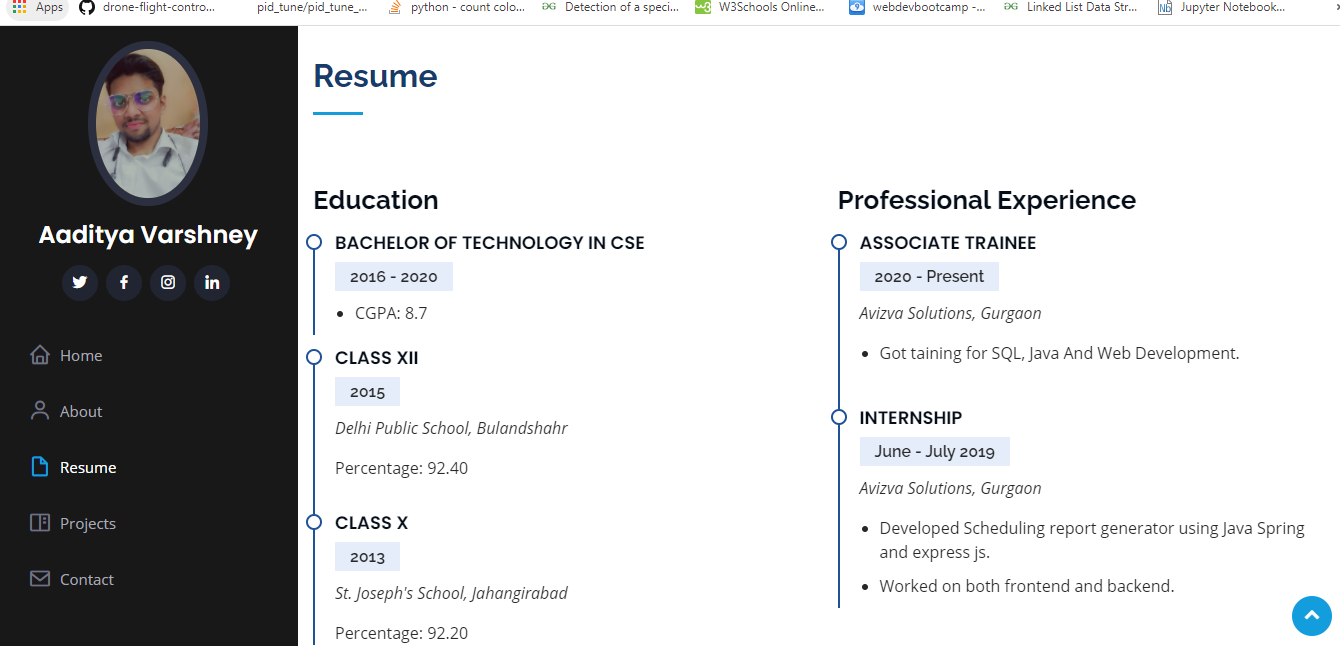 Apps
drone-flight-contro...
pid_tune/pid_tune_...
python - count colo...
Detection of a speci...
W3Schools Online...
webdevbootcamp -...
Linked List Data Str...
Jupyter Notebook...
Aaditya Varshney
Home
About
Resume
Projects
Contact
Resume
Education
BACHELOR OF TECHNOLOGY IN CSE
2016 - 2020
CGPA: 8.7
CLASS XII
2015
Delhi Public School, Bulandshahr
Percentage: 92.40
CLASS X
2013
St. Joseph's School, Jahangirabad
Percentage: 92.20
Professional Experience
ASSOCIATE TRAINEE
2020 - Present
Avizva Solutions, Gurgaon
Got taining for SQL, Java And Web Development.
INTERNSHIP
June - July 2019
Avizva Solutions, Gurgaon
Developed Scheduling report generator using Java Spring
and express js.
Worked on both frontend and backend.